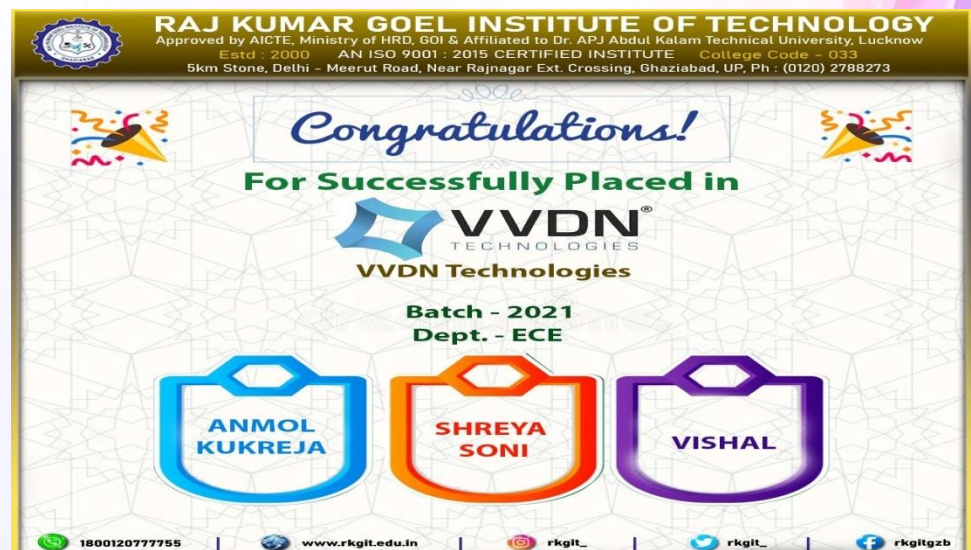 RAJ KUMAR GOEL INSTITUTE OF TECHNOLOGY
Approved by AICTE, Ministry of HRD, GOI & Affiliated to Dr. APJ Abdul Kalam Technical University, Lucknow
Estd : 2000 AN ISO 9001 : 2015 CERTIFIED INSTITUTE College Code - 033
5km Stone, Delhi - Meerut Road, Near Rajnagar Ext. Crossing, Ghaziabad, UP, Ph : (0120) 2788273
Congratulations!
For Successfully Placed in
VVDN®
TECHNOLOGIES
VVDN Technologies
Batch - 2021
Dept. - ECE
ANMOL
KUKREJA
SHREYA
SONI
VISHAL
1800120777755 | www.rkgit.edu.in | rkgit_ | rkgit_ | rkgitgzb